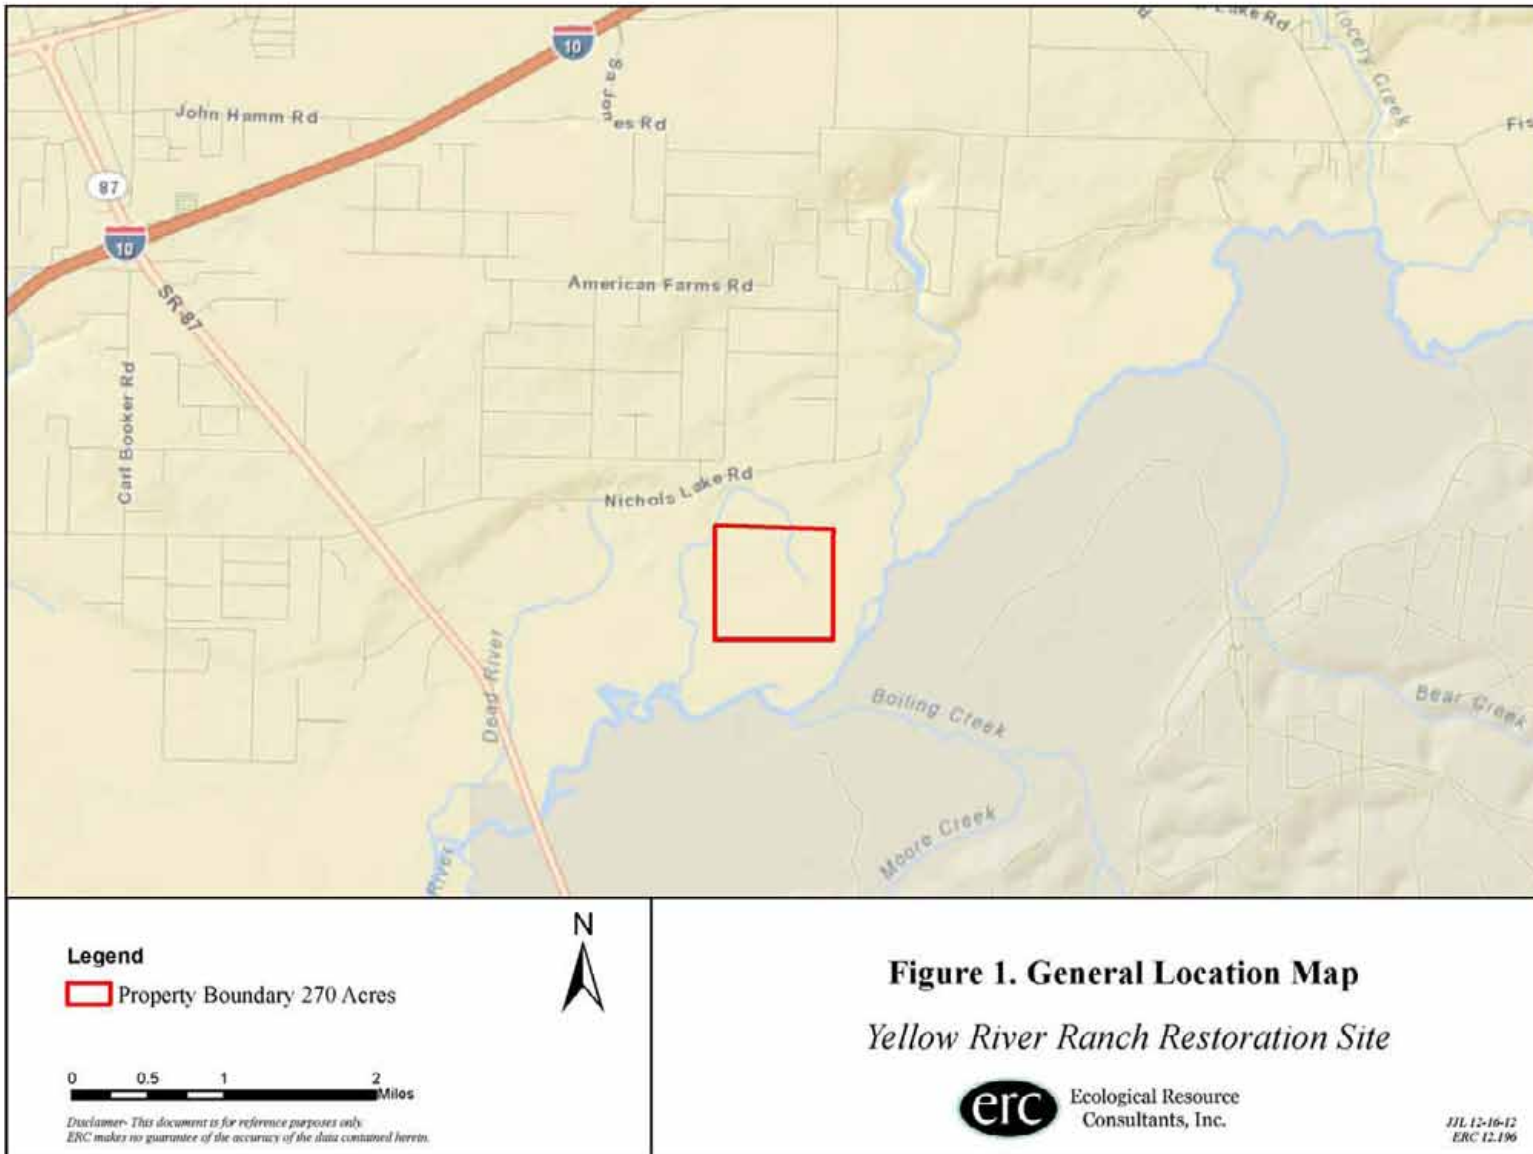 10
Lake Rd
John Hamm Rd
es Rd
Fis
87
10
American Farms Rd
SR-87
Carl Booker Rd
Nichols Lake Rd
Dead River
Boiling Creek
Bear Creek
Moore Creek
River
Legend
Property Boundary 270 Acres
N
0 0.5 1 2
Miles
Disclaimer- This document is for reference purposes only.
ERC makes no guarantee of the accuracy of the data contained herein.
Figure 1. General Location Map
Yellow River Ranch Restoration Site
erc
Ecological Resource
Consultants, Inc.
JJL 12-16-12
ERC 12.196